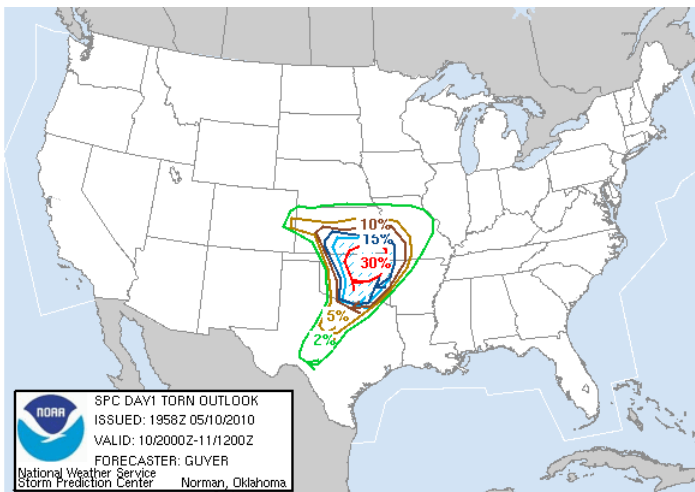 10%
15%
30%
5%
2%
SPC DAY1 TORN OUTLOOK
ISSUED: 1958Z 05/10/2010
VALID: 10/2000Z-11/1200Z
FORECASTER: GUYER
NOAA
National Weather Service
Storm Prediction Center Norman, Oklahoma